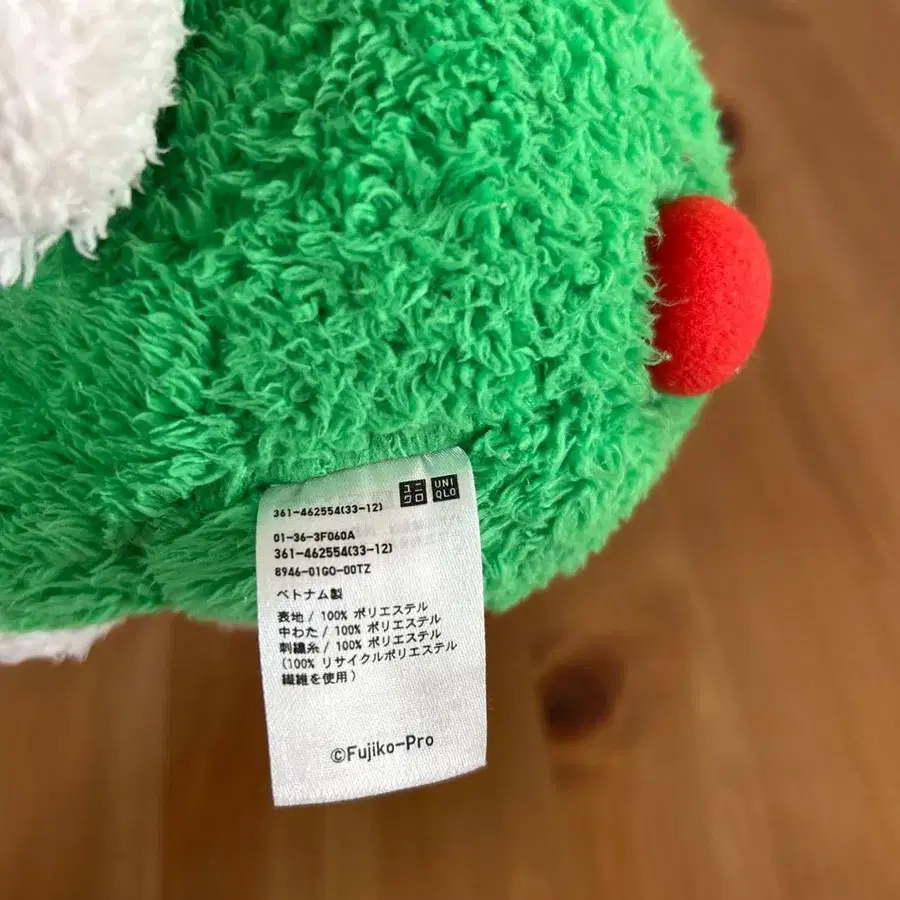 ユニクロ UNIQLO
361-462554(33-12)
01-36-3F060A
361-462554(33-12)
8946-01GO-00TZ
ベトナム製
表地 / 100% ポリエステル
中わた / 100% ポリエステル
刺繍糸 / 100% ポリエステル
(100% リサイクルポリエステル
繊維を使用)
©Fujiko-Pro